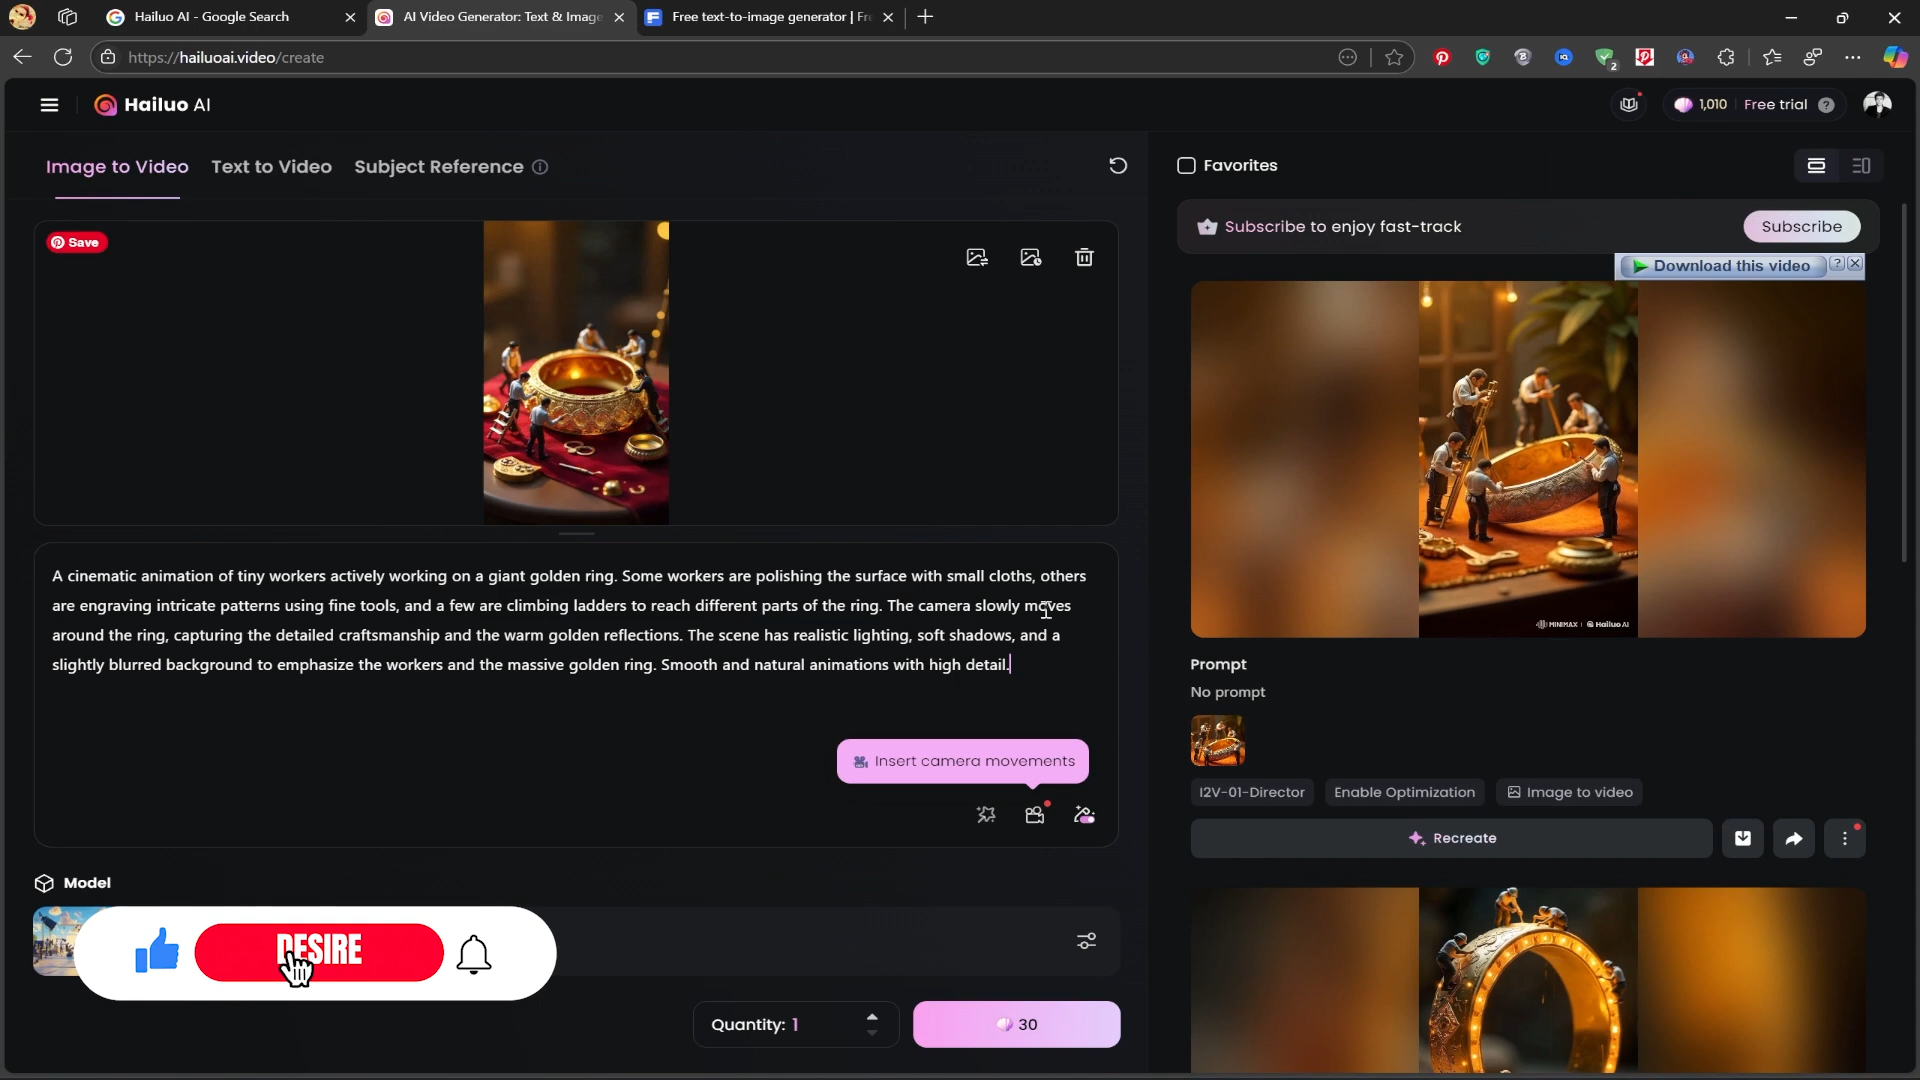 Hailuo AI - Google Search
AI Video Generator: Text & Image
Free text-to-image generator | Fr
https://hailuoai.video/create
2
Hailuo AI
1,010 Free trial ?
Image to Video
Text to Video
Subject Reference
Favorites
Save
Subscribe to enjoy fast-track
Subscribe
Download this video
?
MINIMAX | Hailuo AI
A cinematic animation of tiny workers actively working on a giant golden ring. Some workers are polishing the surface with small cloths, others
are engraving intricate patterns using fine tools, and a few are climbing ladders to reach different parts of the ring. The camera slowly moves
around the ring, capturing the detailed craftsmanship and the warm golden reflections. The scene has realistic lighting, soft shadows, and a
slightly blurred background to emphasize the workers and the massive golden ring. Smooth and natural animations with high detail.
Prompt
No prompt
Insert camera movements
I2V-01-Director
Enable Optimization
Image to video
Recreate
Model
DESIRE
Quantity: 1
30